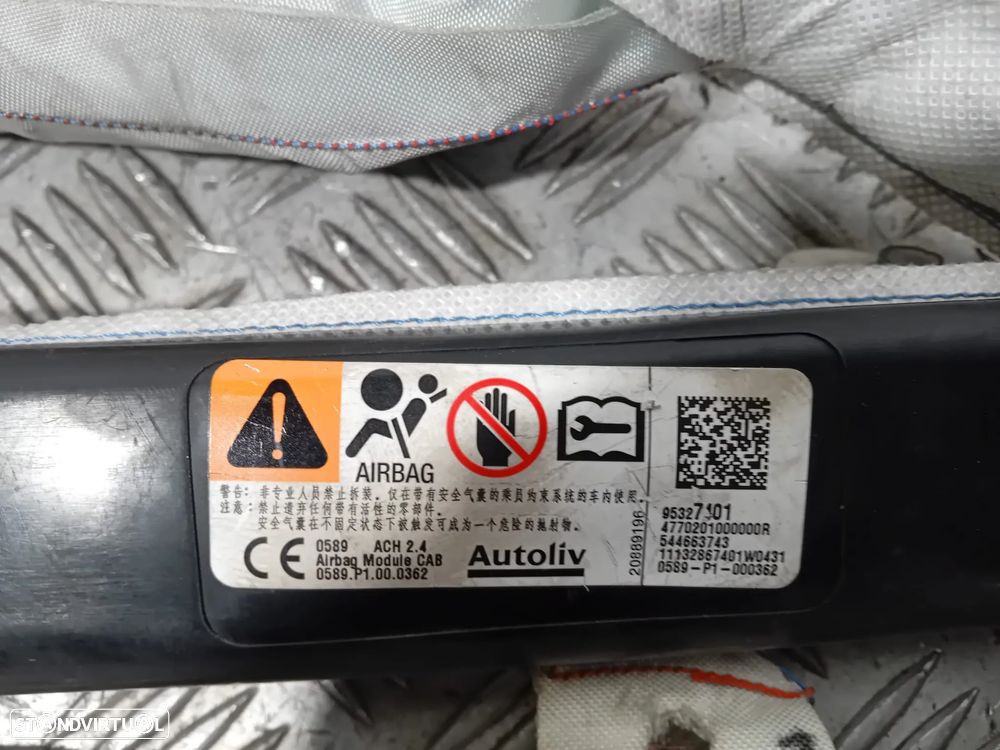 AIRBAG
警告: 非专业人员禁止拆装. 仅在带有安全气囊的乘员约束系统的车内使用.
注意: 禁止遗弃任何带有活性的零部件.
安全气囊在不固定状态下被触发可成为一个危险的抛射物.
CE 0589 ACH 2.4
Airbag Module CAB
0589.P1.00.0362
Autoliv
20889196
95327401
4770201000000R
544663743
11132867401W0431
0589-P1-000362
STANDVIRTUAL